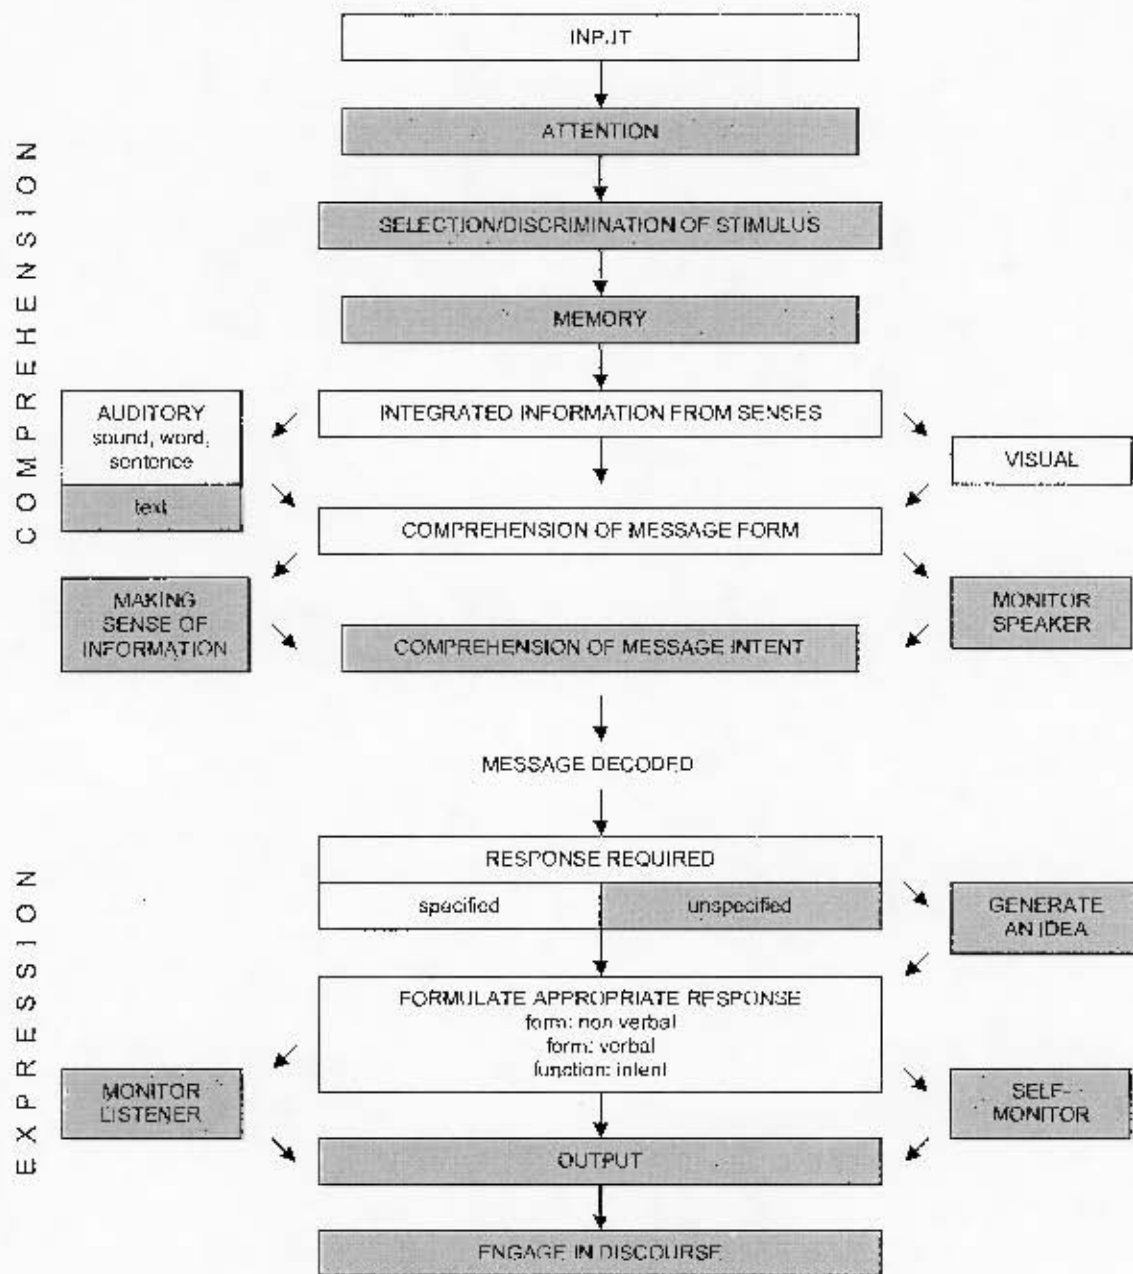 COMPREHENSION
INPUT
ATTENTION
SELECTION/DISCRIMINATION OF STIMULUS
MEMORY
INTEGRATED INFORMATION FROM SENSES
AUDITORY
sound, word,
sentence
text
VISUAL
COMPREHENSION OF MESSAGE FORM
MAKING
SENSE OF
INFORMATION
MONITOR
SPEAKER
COMPREHENSION OF MESSAGE INTENT
MESSAGE DECODED
EXPRESSION
RESPONSE REQUIRED
specified
unspecified
GENERATE
AN IDEA
FORMULATE APPROPRIATE RESPONSE
form: non verbal
form: verbal
function: intent
MONITOR
LISTENER
SELF-
MONITOR
OUTPUT
ENGAGE IN DISCOURSE